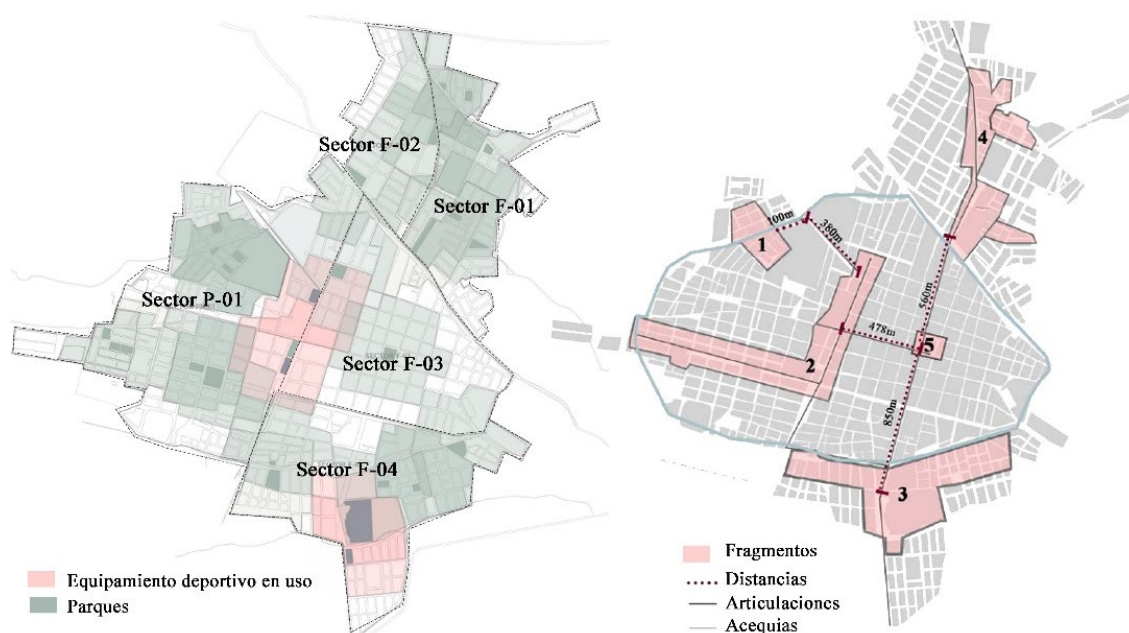 Sector F-02
Sector F-01
Sector P-01
Sector F-03
Sector F-04
Equipamiento deportivo en uso
Parques
4
100m
1
380m
560m
478m
5
2
850m
3
Fragmentos
Distancias
Articulaciones
Acequias